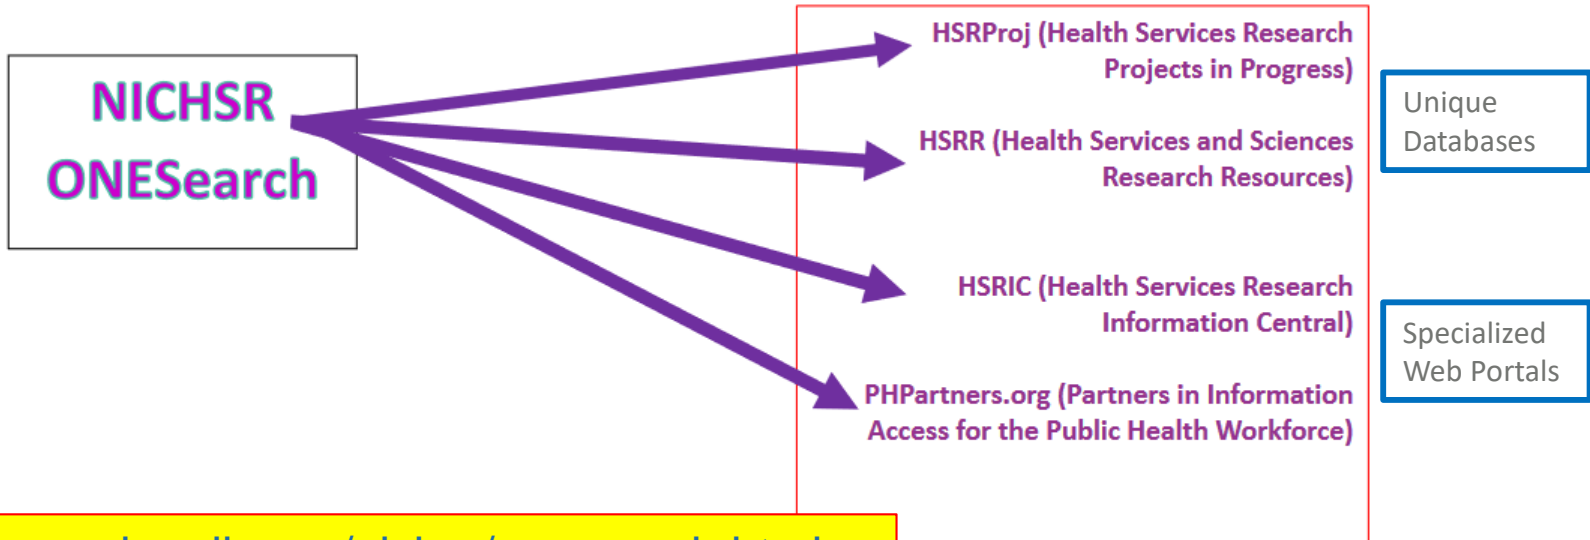 NICHSR
ONESearch
HSRProj (Health Services Research
Projects in Progress)
HSRR (Health Services and Sciences
Research Resources)
Unique
Databases
HSRIC (Health Services Research
Information Central)
PHPartners.org (Partners in Information
Access for the Public Health Workforce)
Specialized
Web Portals